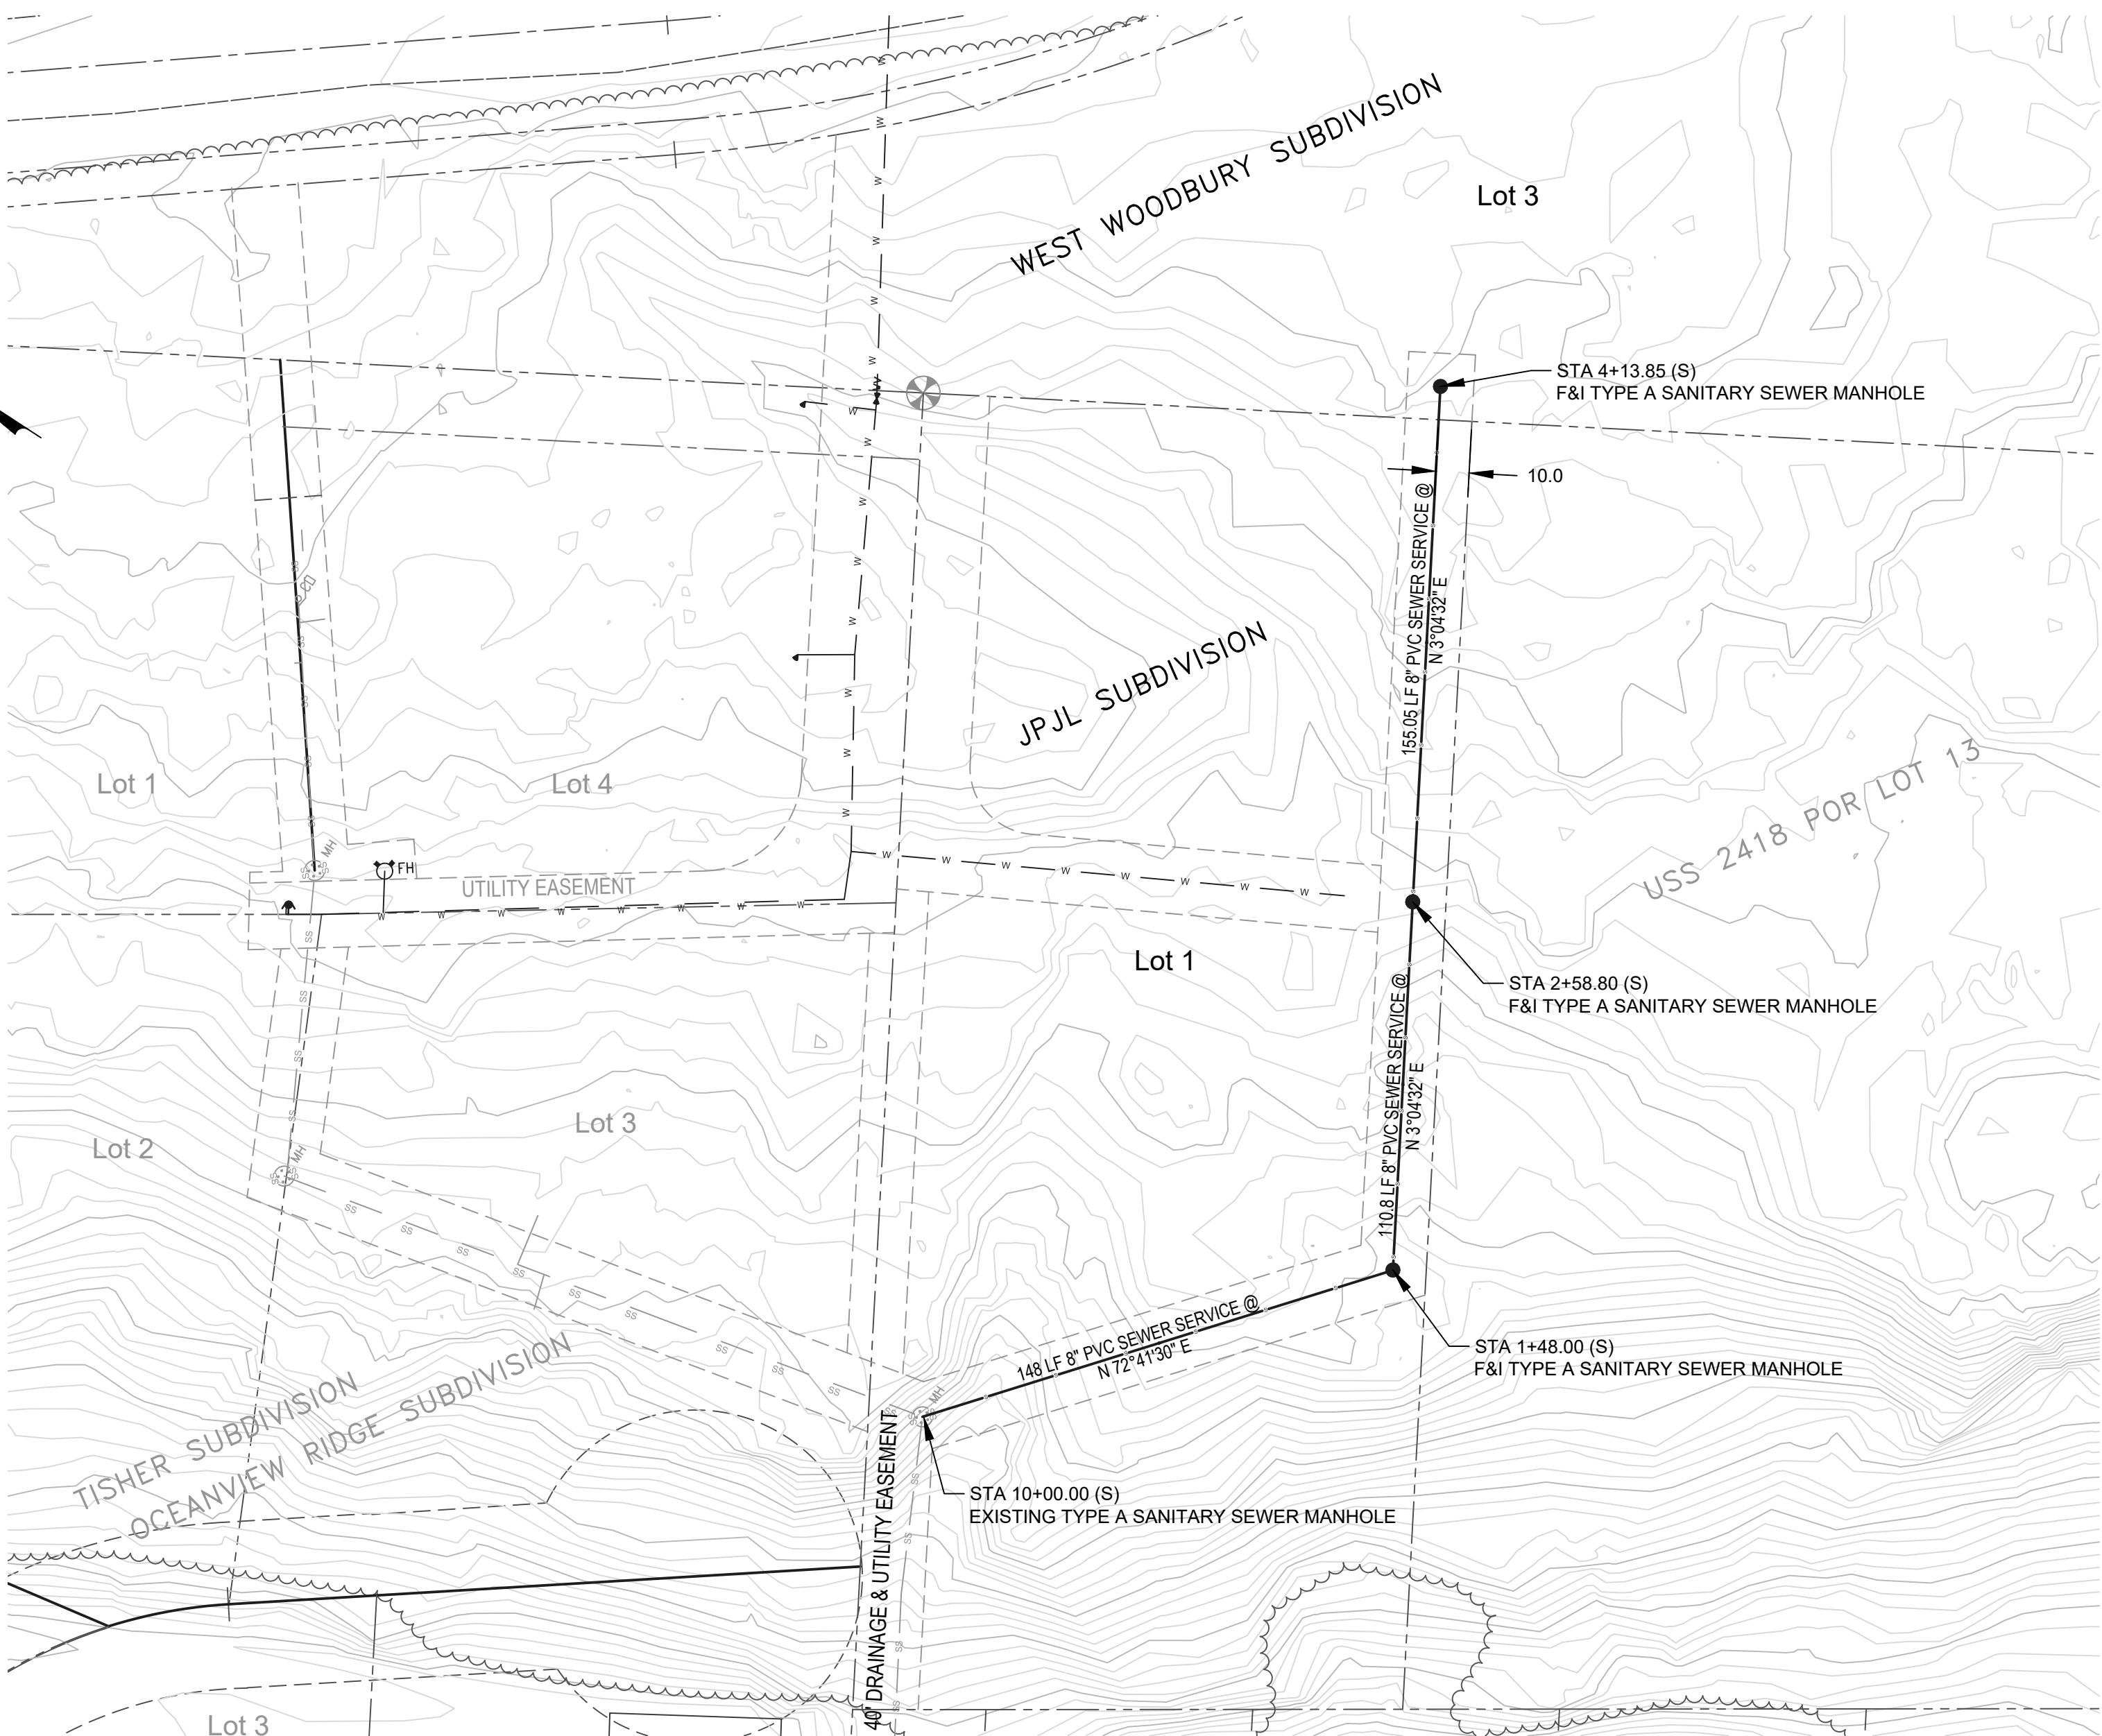 WEST WOODBURY SUBDIVISION
Lot 3
STA 4+13.85 (S)
F&I TYPE A SANITARY SEWER MANHOLE
10.0
155.05 LF 8" PVC SEWER SERVICE @
N 3°04'32" E
CO
JPJL SUBDIVISION
Lot 1
Lot 4
USS 2418 POR LOT 13
MH
FH
UTILITY EASEMENT
Lot 1
STA 2+58.80 (S)
F&I TYPE A SANITARY SEWER MANHOLE
110.8 LF 8" PVC SEWER SERVICE @
N 3°04'32" E
Lot 2
Lot 3
MH
148 LF 8" PVC SEWER SERVICE @
N 72°41'30" E
STA 1+48.00 (S)
F&I TYPE A SANITARY SEWER MANHOLE
TISHER SUBDIVISION
OCEANVIEW RIDGE SUBDIVISION
MH
STA 10+00.00 (S)
EXISTING TYPE A SANITARY SEWER MANHOLE
40' DRAINAGE & UTILITY EASEMENT
Lot 3